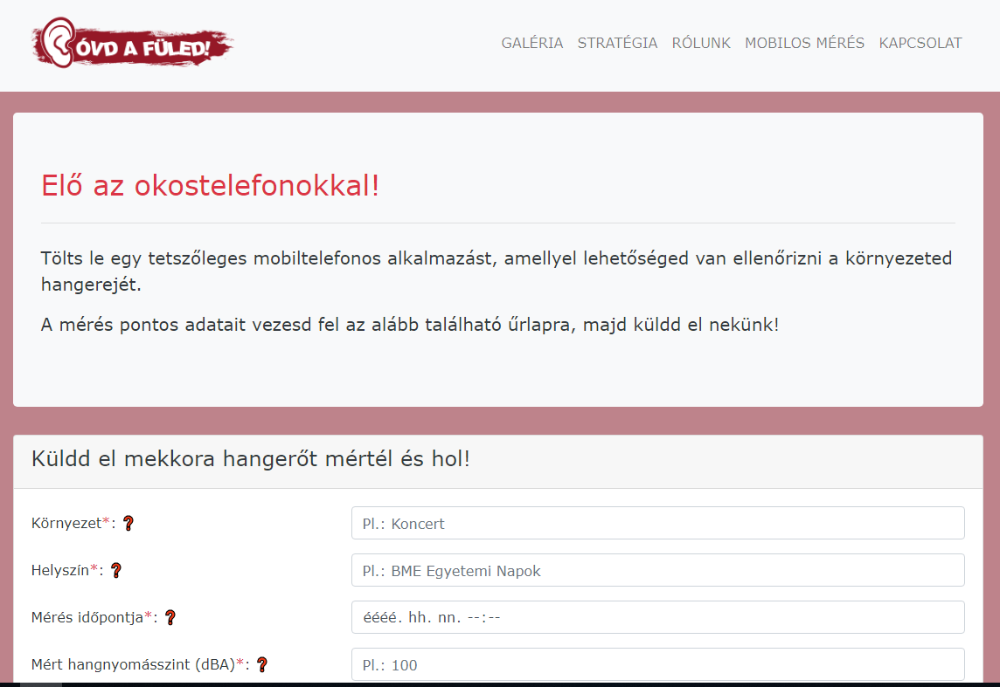 ÓVD A FÜLED!
GALÉRIA STRATÉGIA RÓLUNK MOBILOS MÉRÉS KAPCSOLAT
Elő az okostelefonokkal!
Tölts le egy tetszőleges mobiltelefonos alkalmazást, amellyel lehetőséged van ellenőrizni a környezeted
hangerejét.
A mérés pontos adatait vezesd fel az alább található űrlapra, majd küldd el nekünk!
Küldd el mekkora hangerőt mértél és hol!
Környezet*: ? Pl.: Koncert
Helyszín*: ? Pl.: BME Egyetemi Napok
Mérés időpontja*: ? éééé. hh. nn. --:--
Mért hangnyomásszint (dBA)*: ? Pl.: 100